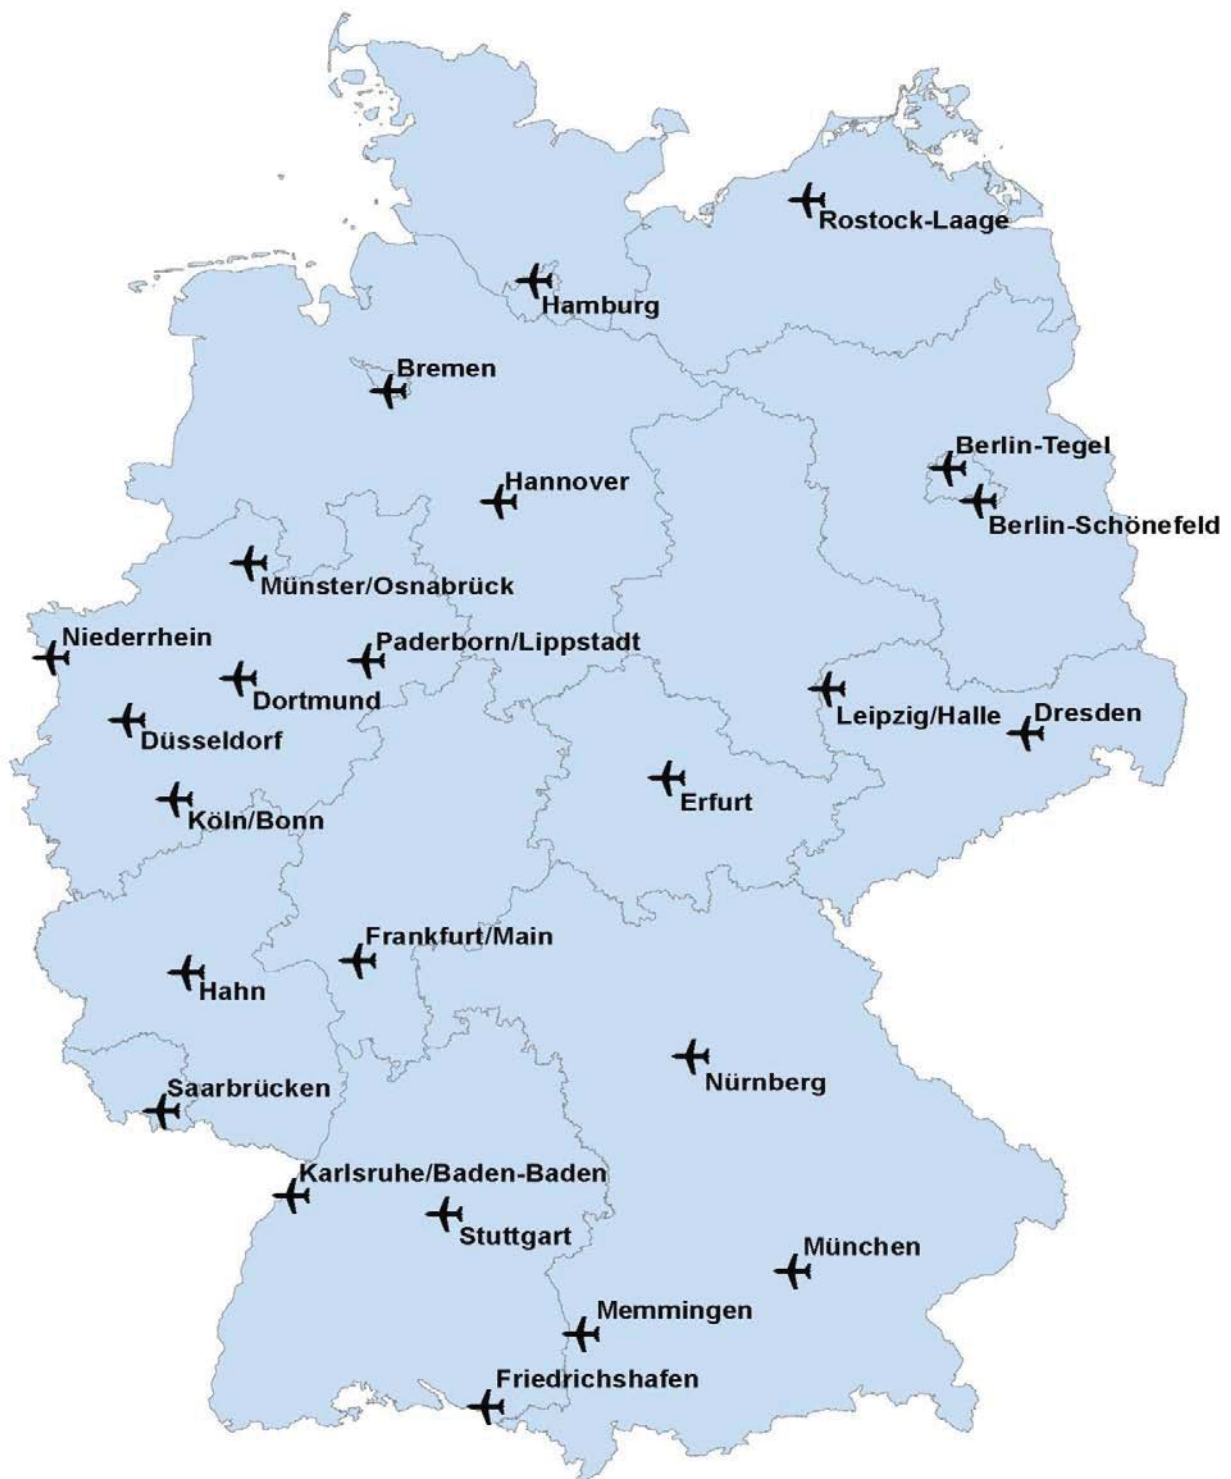 Rostock-Laage
Hamburg
Bremen
Berlin-Tegel
Hannover
Berlin-Schönefeld
Münster/Osnabrück
Niederrhein
Paderborn/Lippstadt
Dortmund
Leipzig/Halle
Dresden
Düsseldorf
Erfurt
Köln/Bonn
Frankfurt/Main
Hahn
Nürnberg
Saarbrücken
Karlsruhe/Baden-Baden
Stuttgart
München
Memmingen
Friedrichshafen